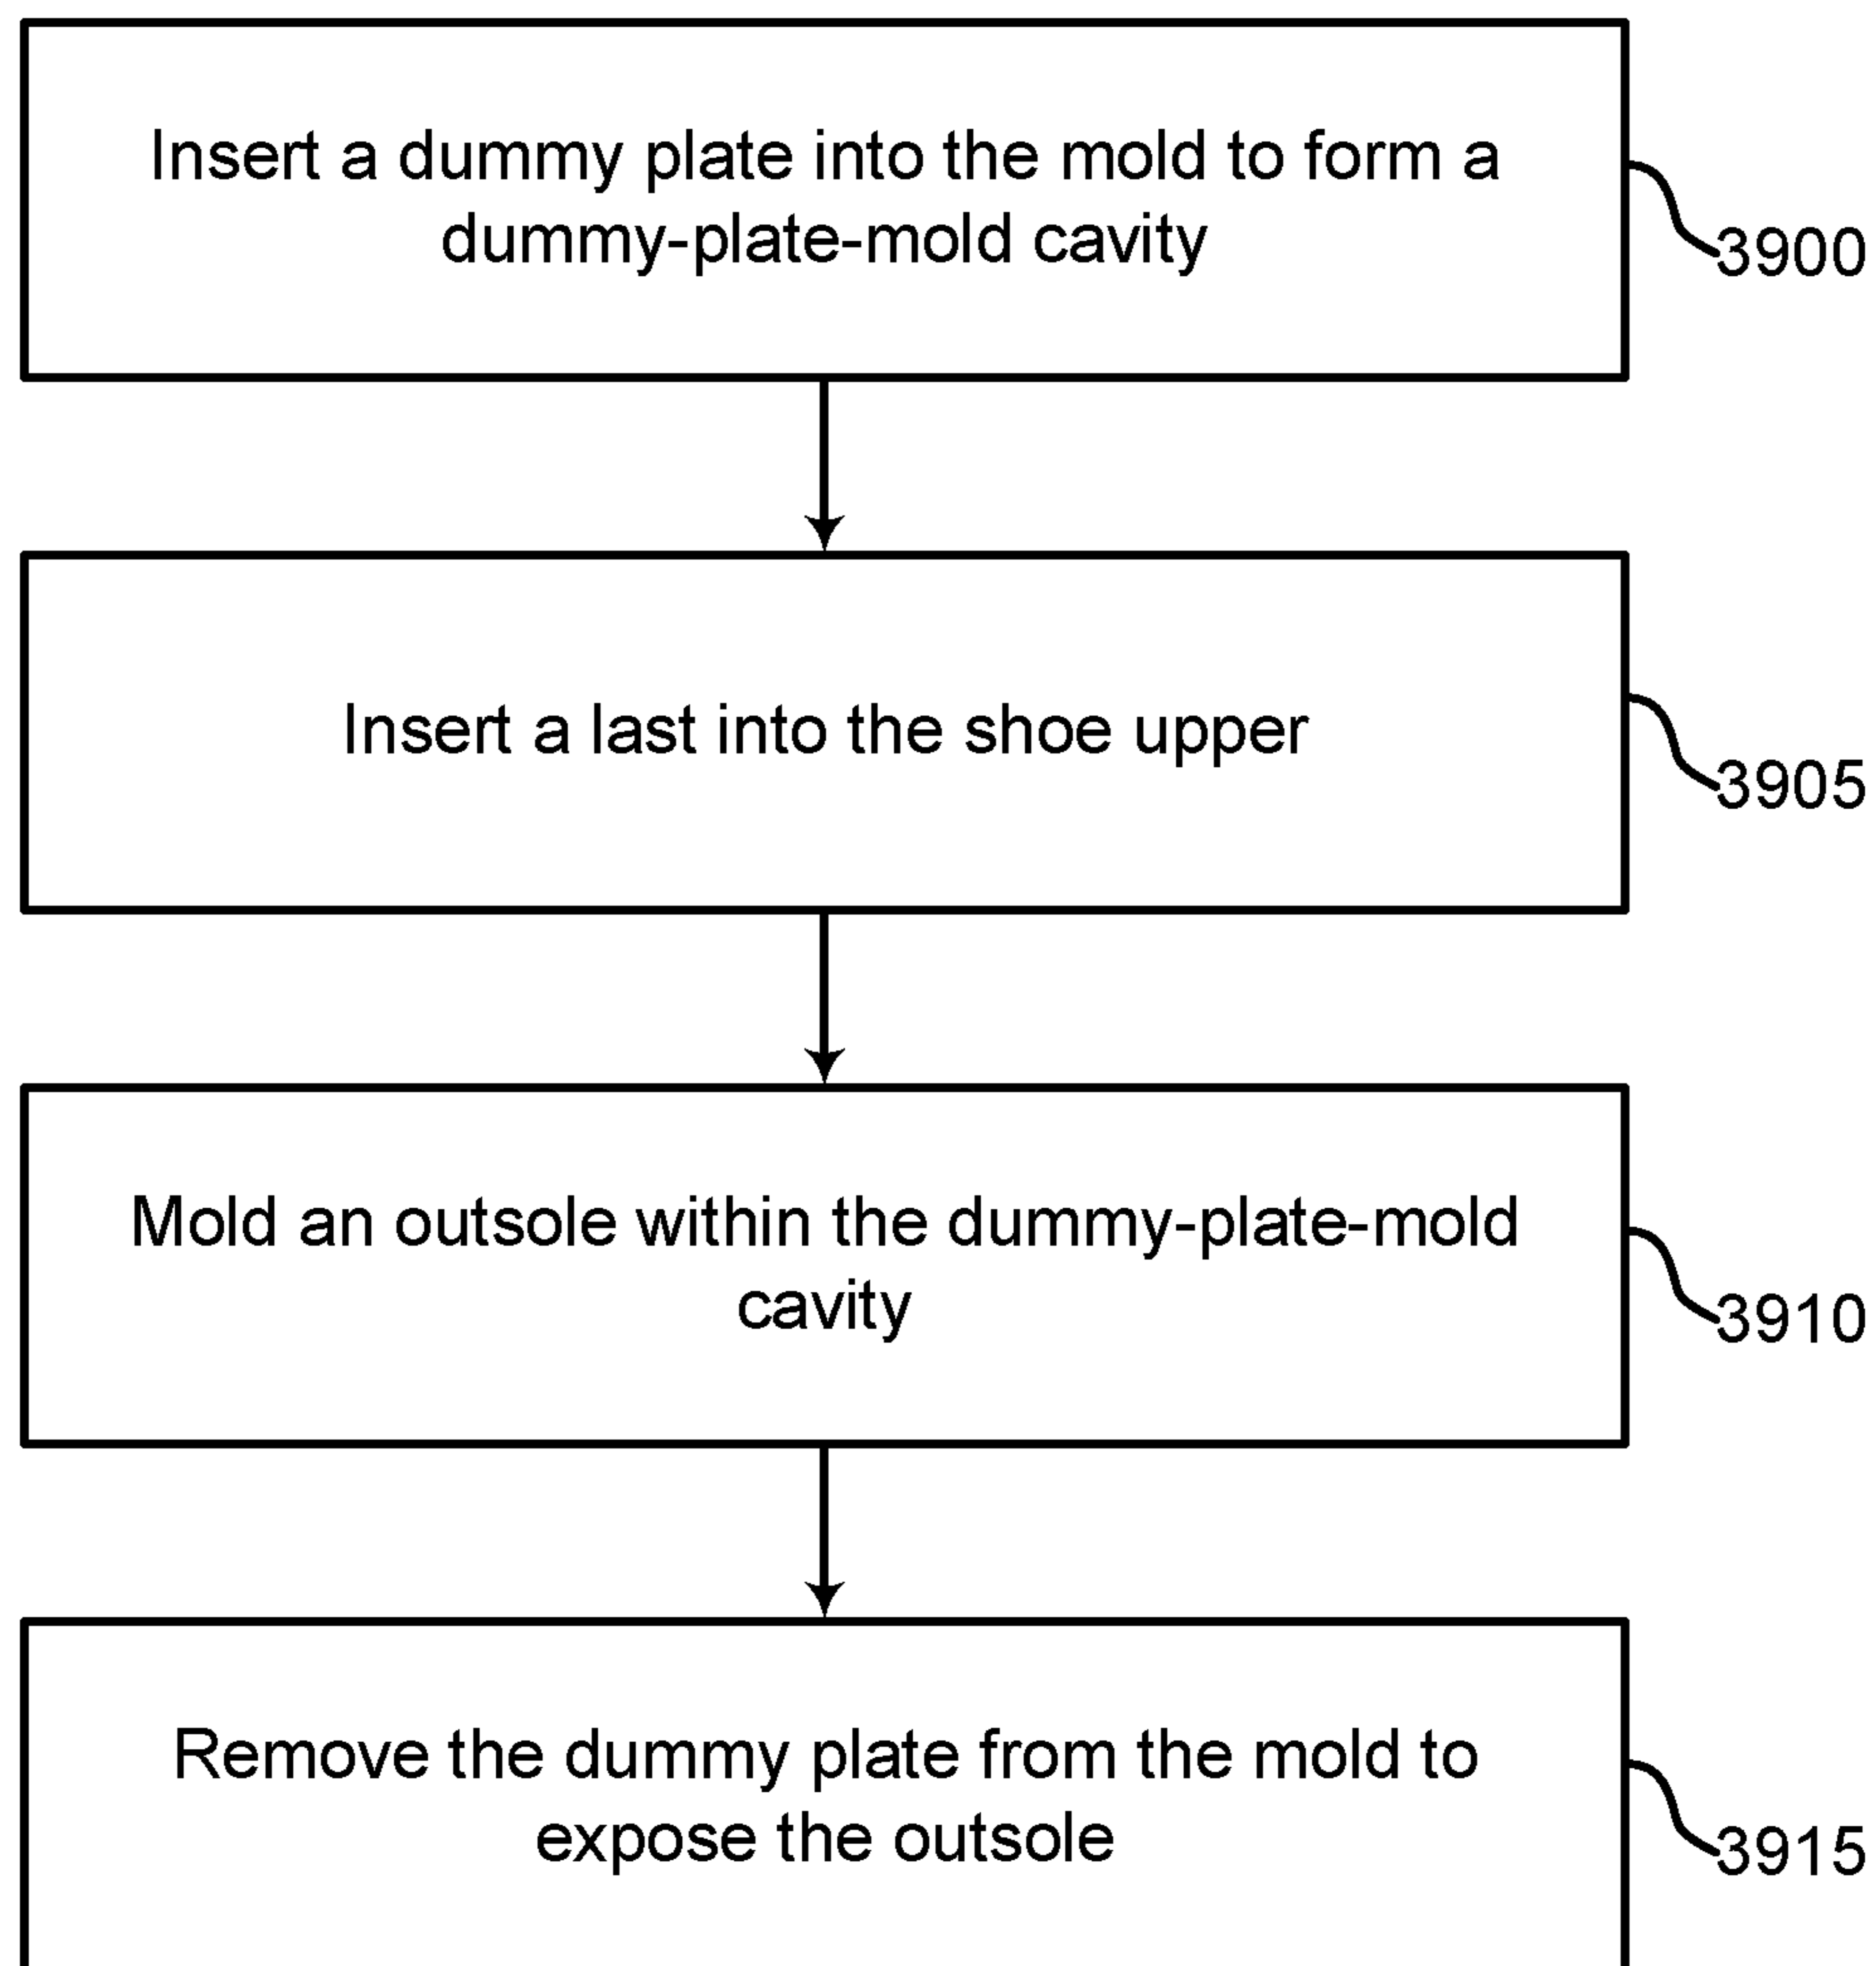 Insert a dummy plate into the mold to form a
dummy-plate-mold cavity
3900
Insert a last into the shoe upper
3905
Mold an outsole within the dummy-plate-mold
cavity
3910
Remove the dummy plate from the mold to
expose the outsole
3915